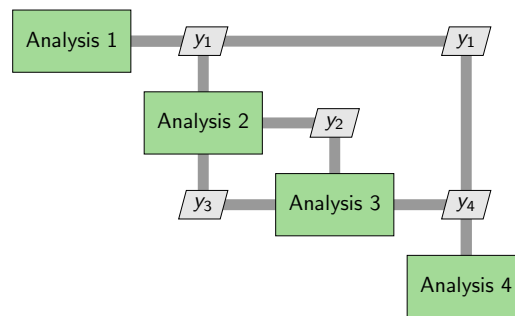 Analysis 1
y₁
y₁
Analysis 2
y₂
y₃
Analysis 3
y₄
Analysis 4